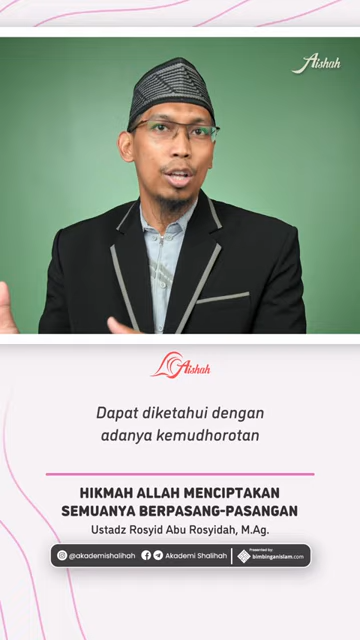 Aishah
Aishah
Dapat diketahui dengan
adanya kemudhorotan
HIKMAH ALLAH MENCIPTAKAN
SEMUANYA BERPASANG-PASANGAN
Ustadz Rosyid Abu Rosyidah, M.Ag.
@akademishalihah Akademi Shalihah Presented by: bimbinganislam.com